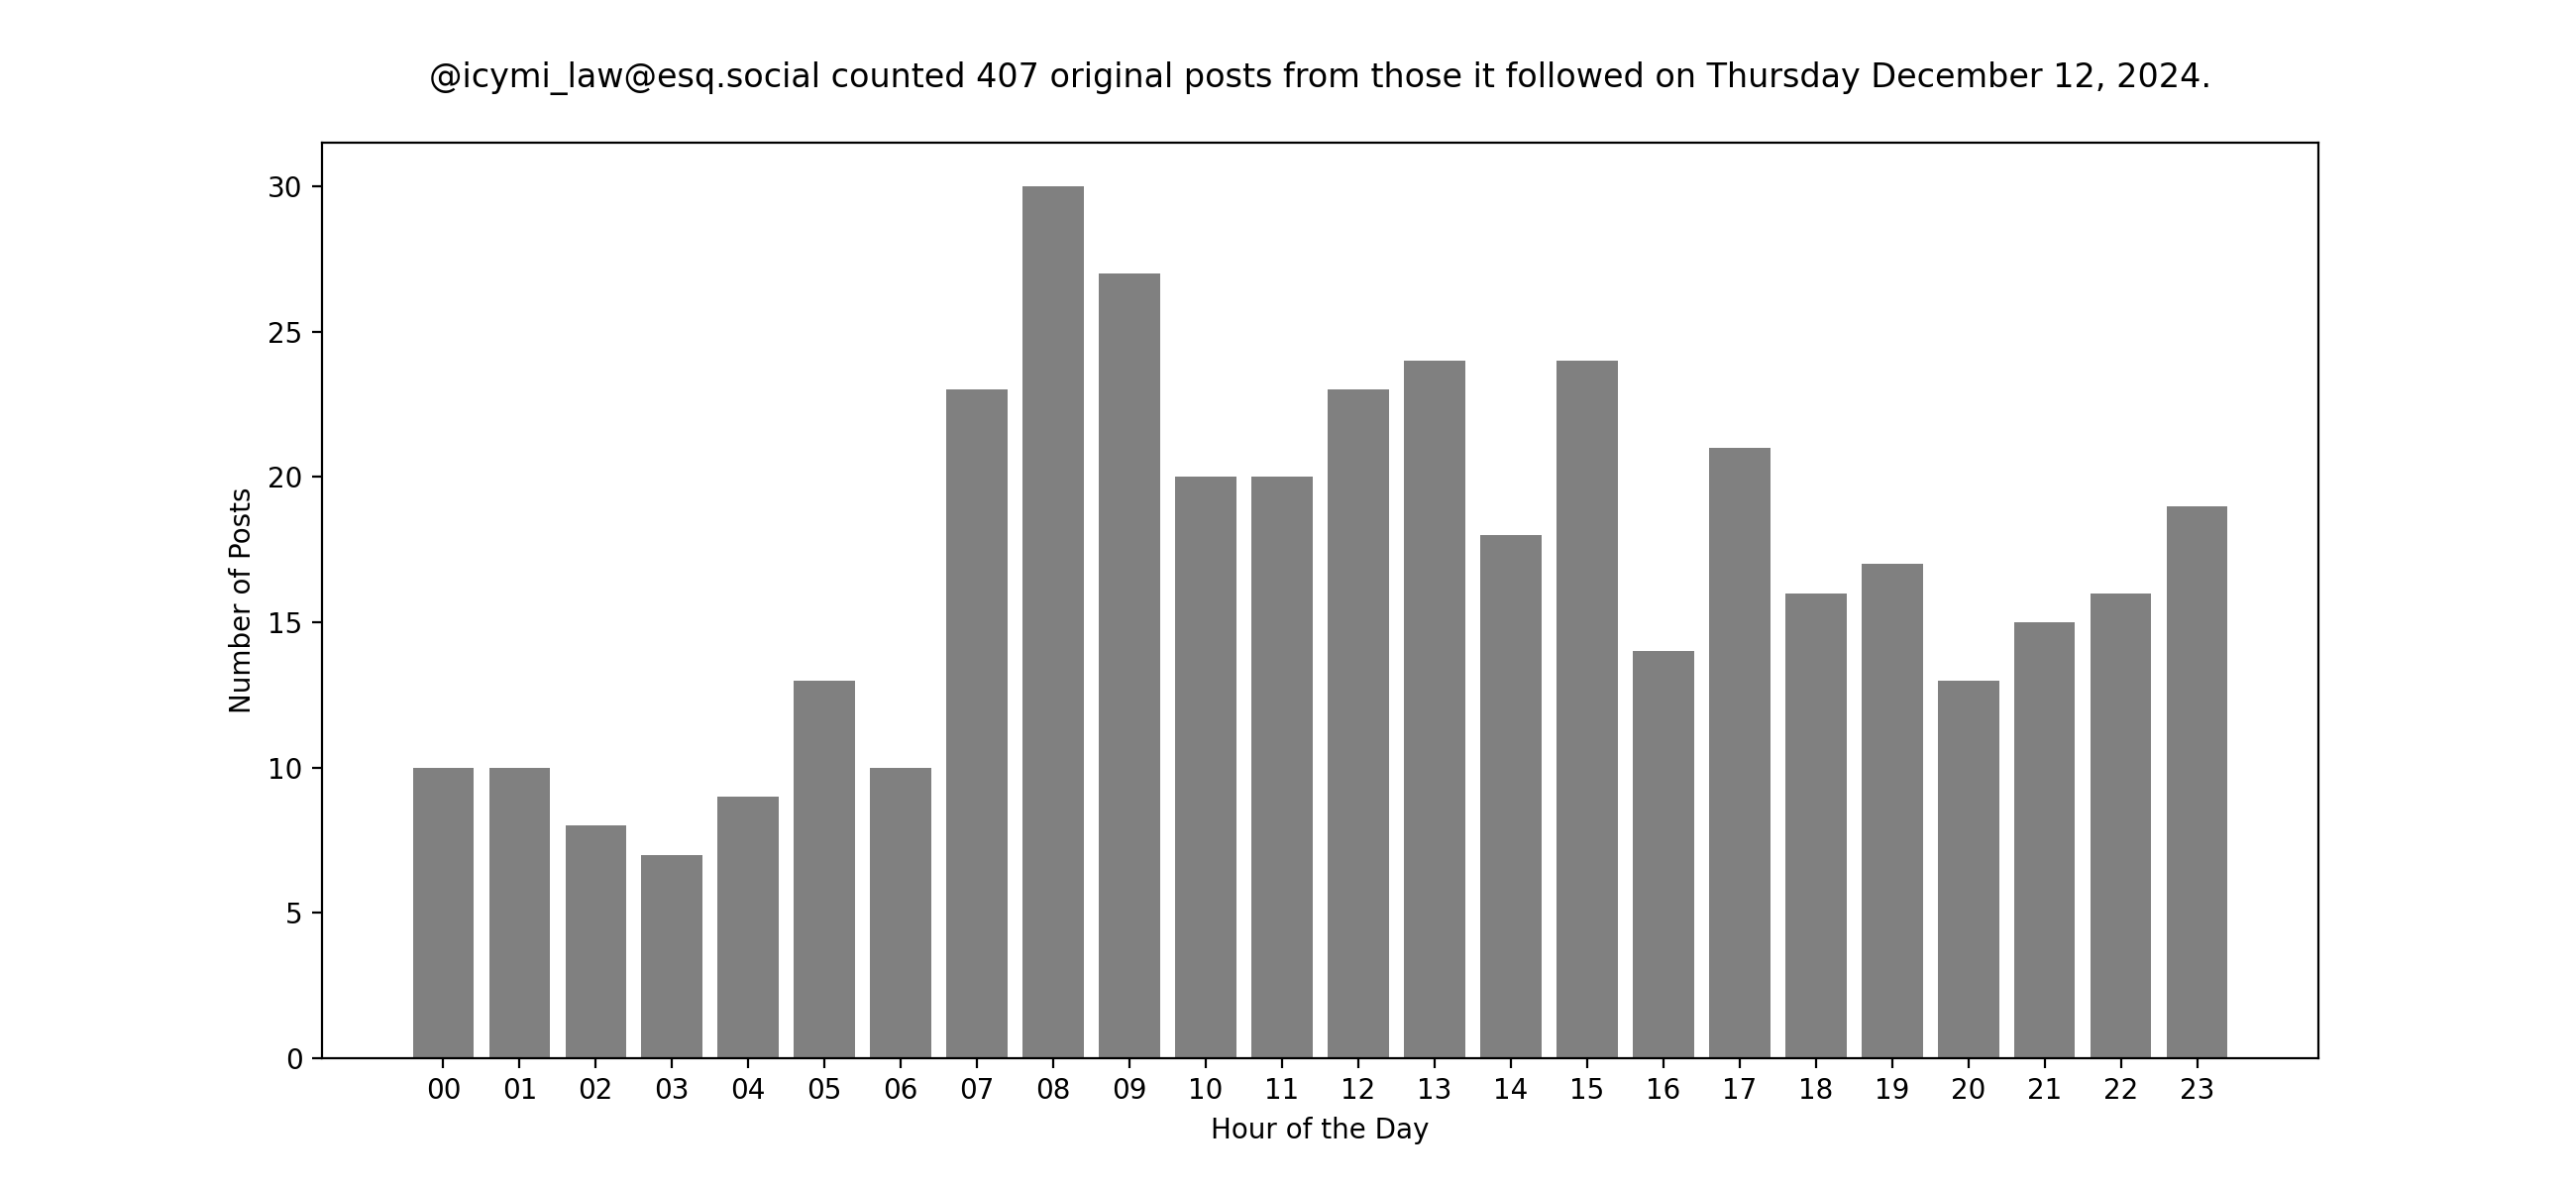 @icymi_law@esq.social counted 407 original posts from those it followed on Thursday December 12, 2024.
30
25
20
15
10
5
0
Number of Posts
00 01 02 03 04 05 06 07 08 09 10 11 12 13 14 15 16 17 18 19 20 21 22 23
Hour of the Day